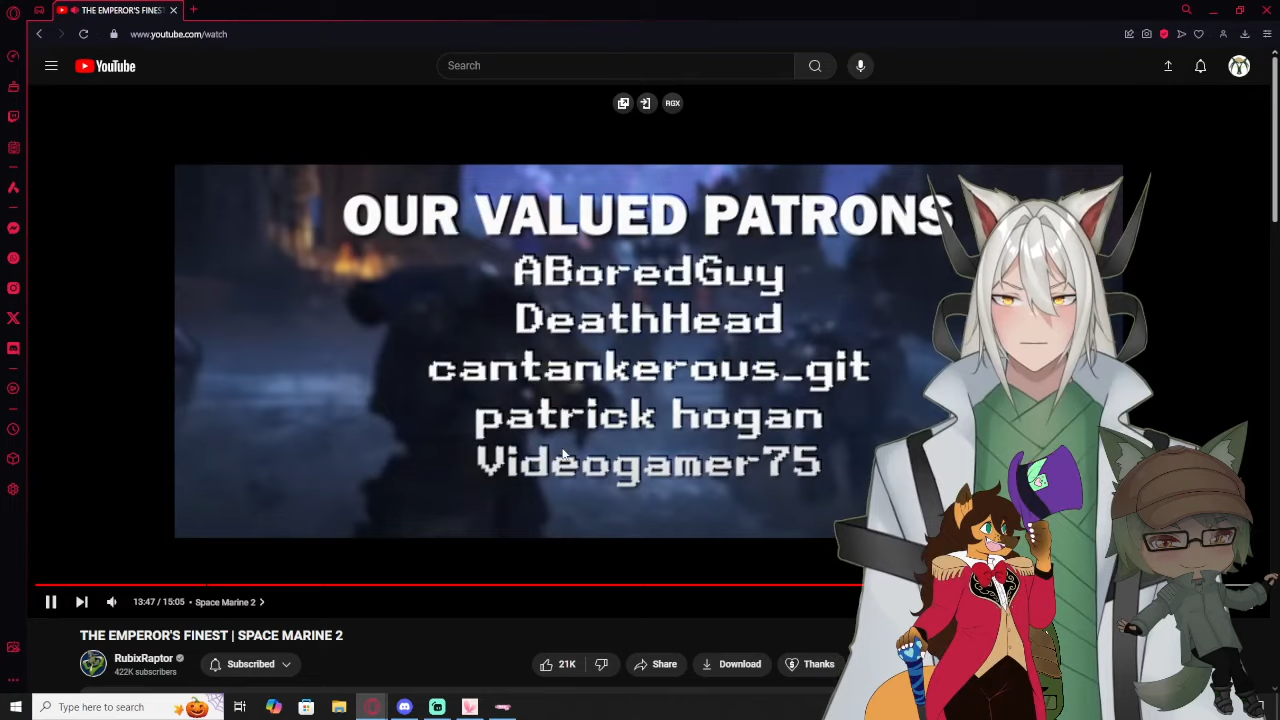 THE EMPEROR'S FINEST
www.youtube.com/watch
YouTube
Search
RGX
OUR VALUED PATRONS
ABoredGuy
DeathHead
cantankerous_git
patrick hogan
Videogamer75
13:47 / 15:05 • Space Marine 2
THE EMPEROR'S FINEST | SPACE MARINE 2
RubixRaptor
422K subscribers
Subscribed
21K
Share
Download
Thanks
Type here to search